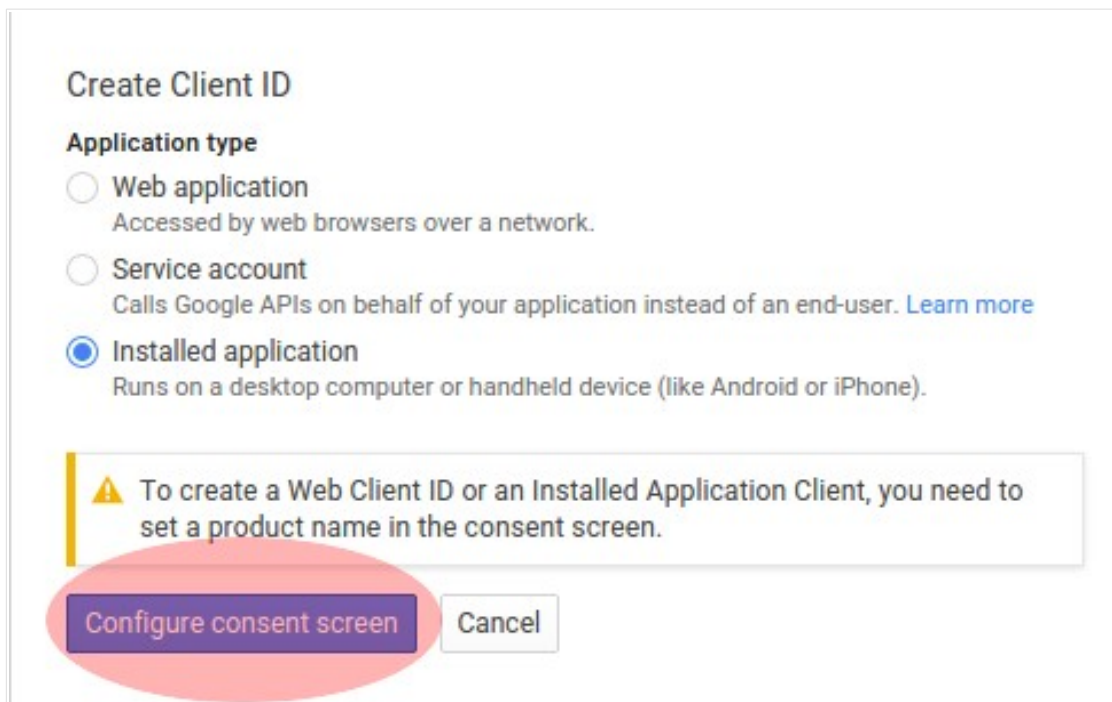 Create Client ID
Application type
Web application
Accessed by web browsers over a network.
Service account
Calls Google APIs on behalf of your application instead of an end-user. Learn more
Installed application
Runs on a desktop computer or handheld device (like Android or iPhone).
To create a Web Client ID or an Installed Application Client, you need to
set a product name in the consent screen.
Configure consent screen Cancel